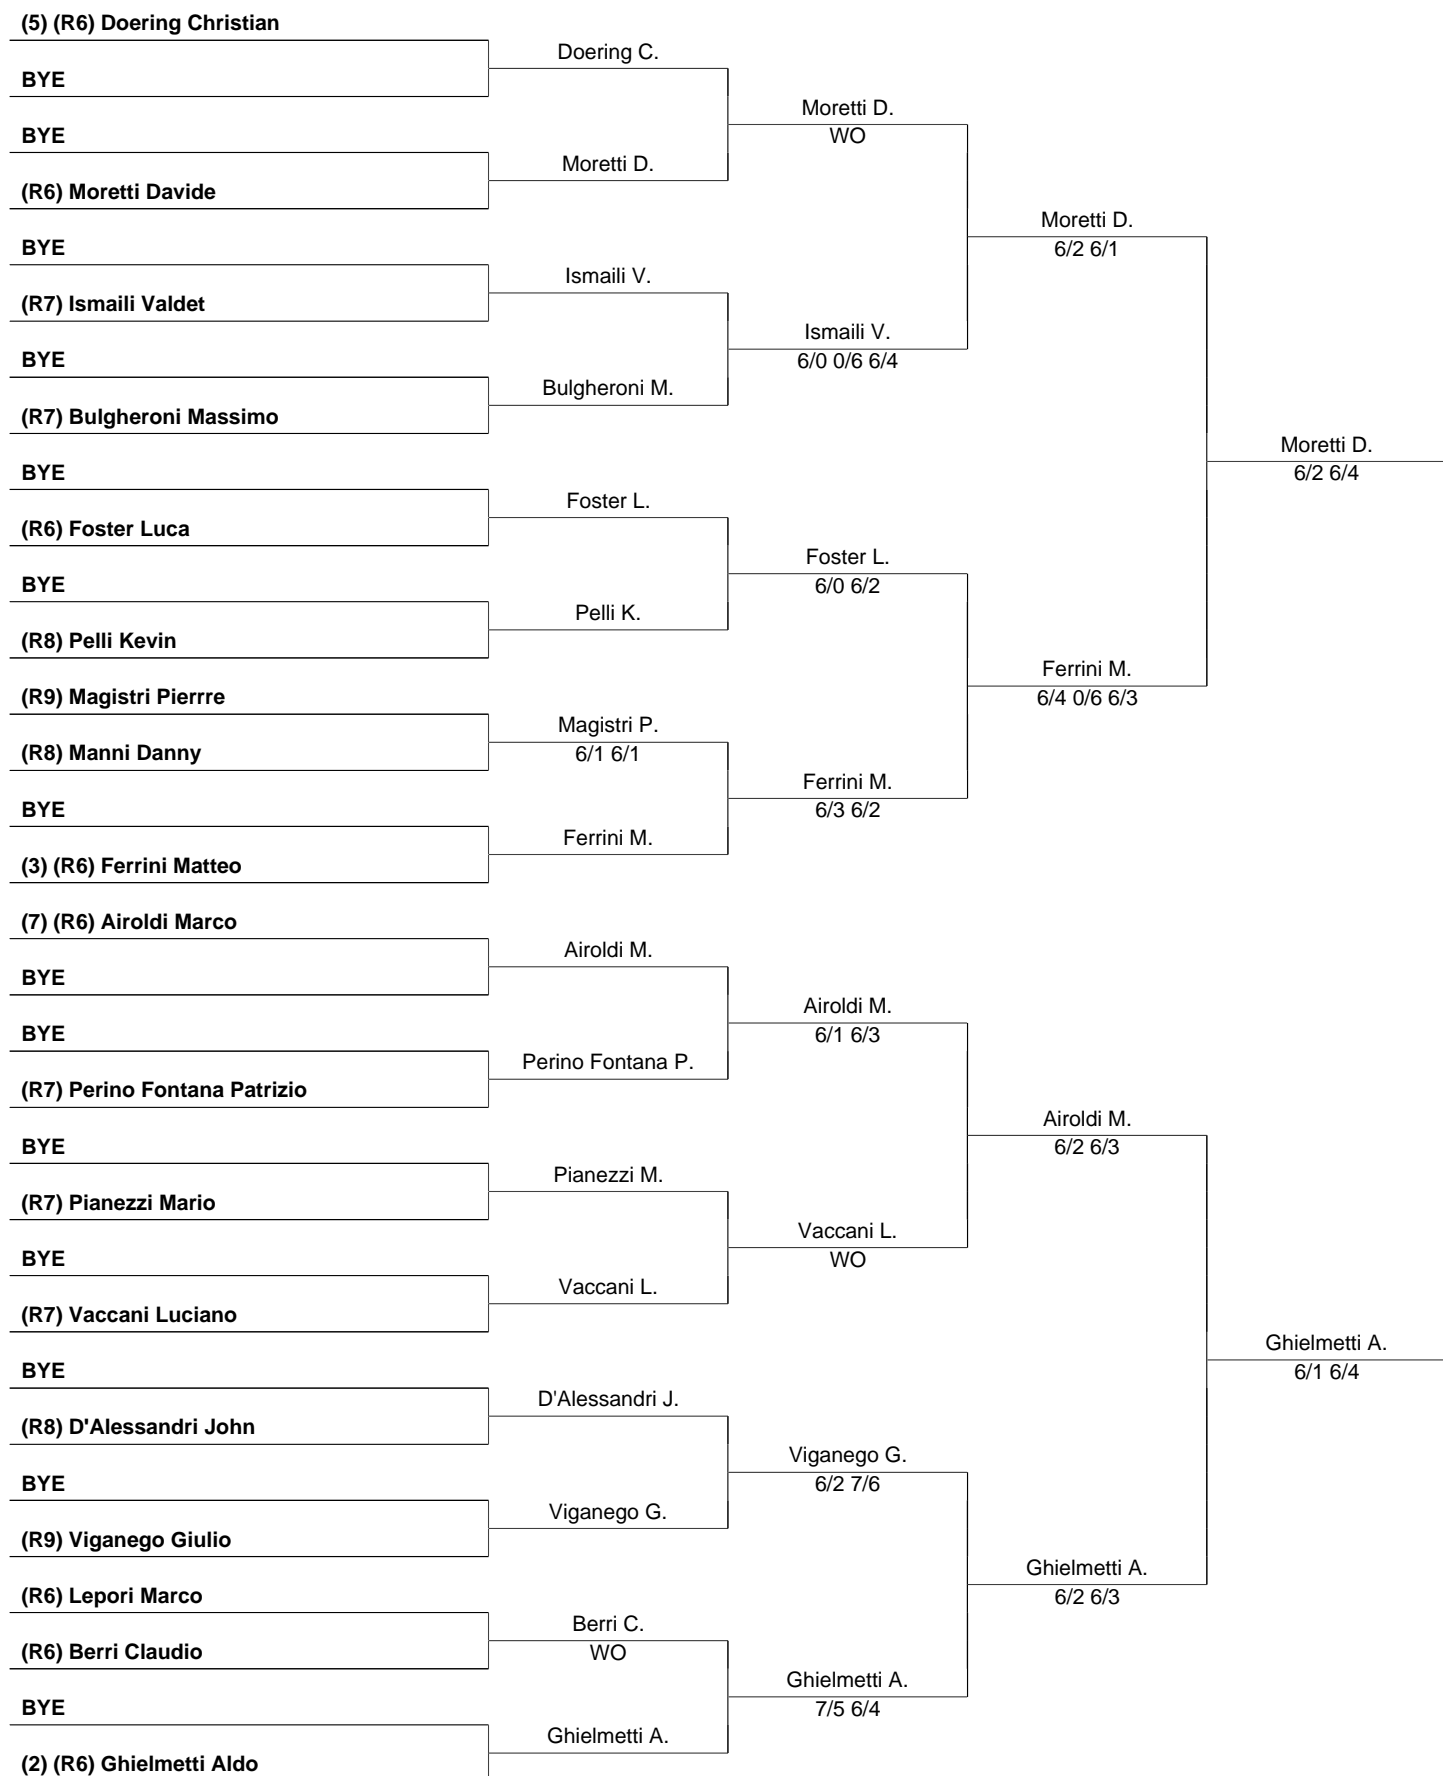 (5) (R6) Doering Christian
Doering C.
BYE
Moretti D.
BYE
WO
Moretti D.
(R6) Moretti Davide
Moretti D.
BYE
6/2 6/1
Ismaili V.
(R7) Ismaili Valdet
Ismaili V.
BYE
6/0 0/6 6/4
Bulgheroni M.
(R7) Bulgheroni Massimo
Moretti D.
BYE
6/2 6/4
Foster L.
(R6) Foster Luca
Foster L.
BYE
6/0 6/2
Pelli K.
(R8) Pelli Kevin
Ferrini M.
(R9) Magistri Pierrre
6/4 0/6 6/3
Magistri P.
(R8) Manni Danny
6/1 6/1
Ferrini M.
BYE
6/3 6/2
Ferrini M.
(3) (R6) Ferrini Matteo
(7) (R6) Airoldi Marco
Airoldi M.
BYE
Airoldi M.
BYE
6/1 6/3
Perino Fontana P.
(R7) Perino Fontana Patrizio
Airoldi M.
BYE
6/2 6/3
Pianezzi M.
(R7) Pianezzi Mario
Vaccani L.
BYE
WO
Vaccani L.
(R7) Vaccani Luciano
Ghielmetti A.
BYE
6/1 6/4
D'Alessandri J.
(R8) D'Alessandri John
Viganego G.
BYE
6/2 7/6
Viganego G.
(R9) Viganego Giulio
Ghielmetti A.
(R6) Lepori Marco
6/2 6/3
Berri C.
(R6) Berri Claudio
WO
Ghielmetti A.
BYE
7/5 6/4
Ghielmetti A.
(2) (R6) Ghielmetti Aldo